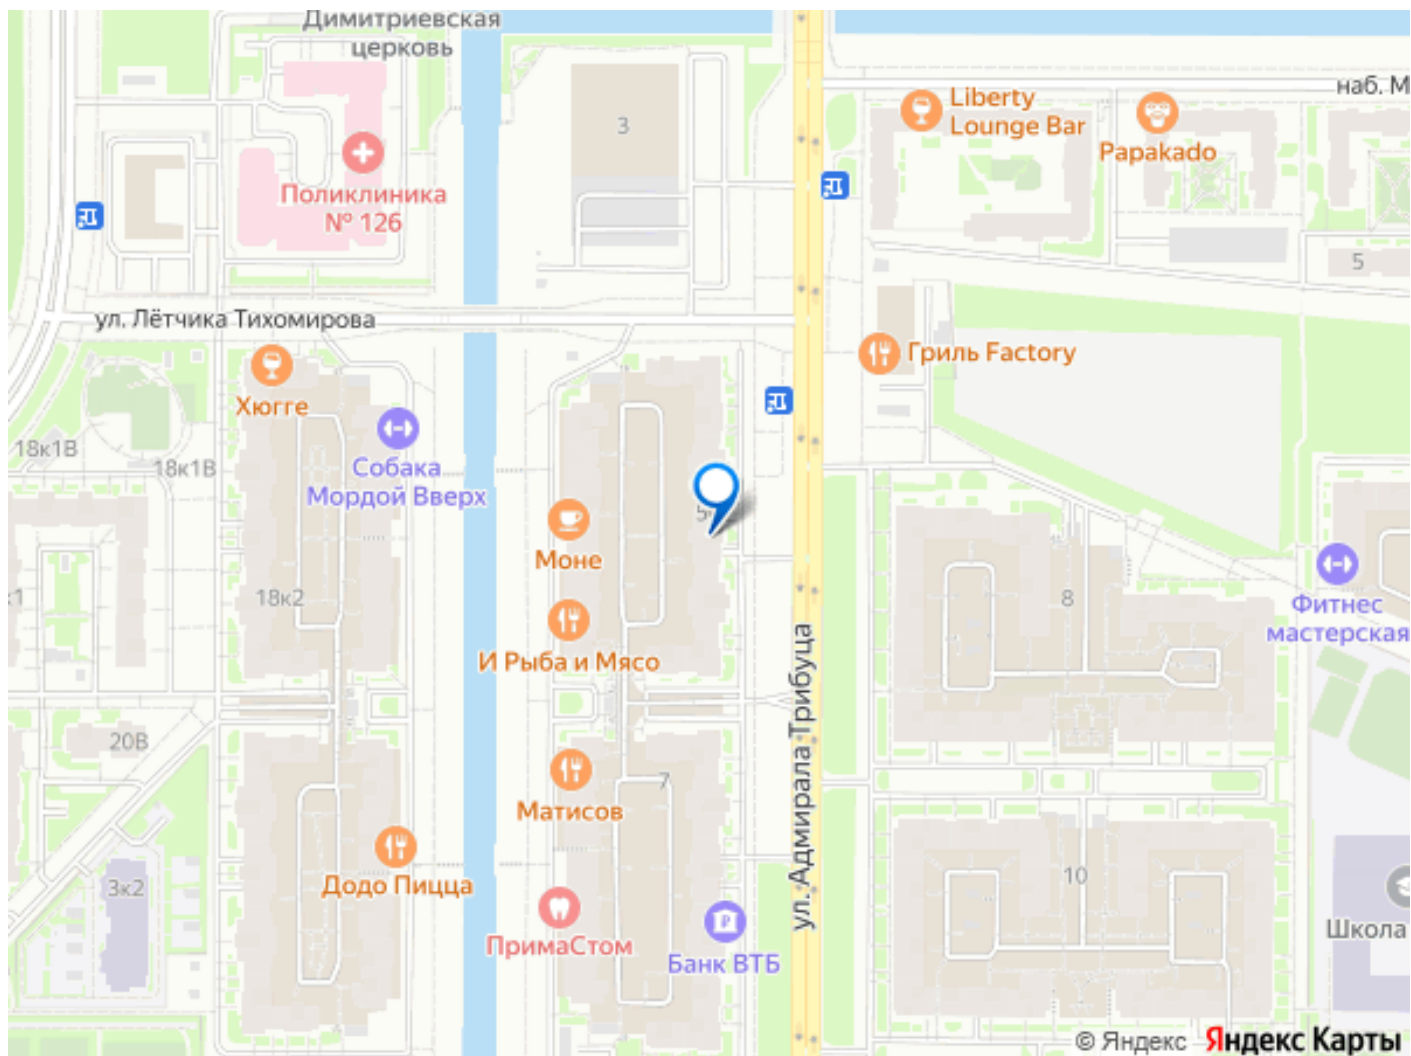 Димитриевская
церковь
наб. М
Liberty
Lounge Bar
Papakado
3
Поликлиника
№ 126
5
ул. Лётчика Тихомирова
Гриль Factory
Хюгге
18к1В
18к1В
Собака
Мордой Вверх
5
Моне
18к2
8
Фитнес
мастерская
И Рыба и Мясо
ул. Адмирала Трибуца
20В
7
Матисов
Додо Пицца
3к2
10
ПримаСтом
Банк ВТБ
Школа
© Яндекс Яндекс Карты